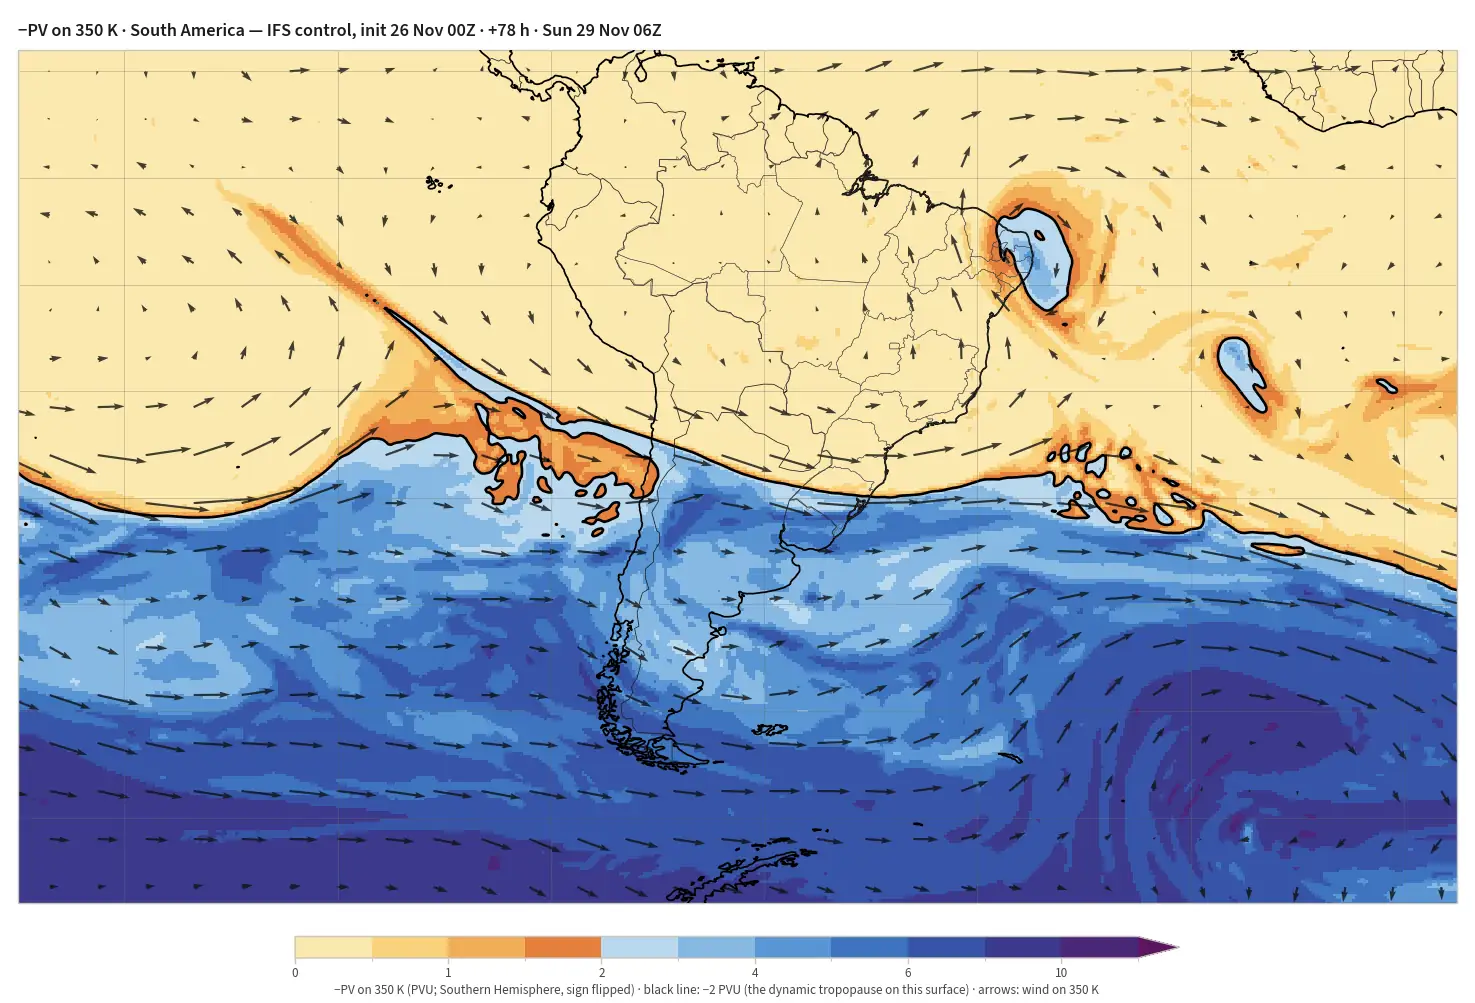 −PV on 350 K · South America — IFS control, init 26 Nov 00Z · +78 h · Sun 29 Nov 06Z
0 1 2 4 6 10
−PV on 350 K (PVU; Southern Hemisphere, sign flipped) · black line: −2 PVU (the dynamic tropopause on this surface) · arrows: wind on 350 K